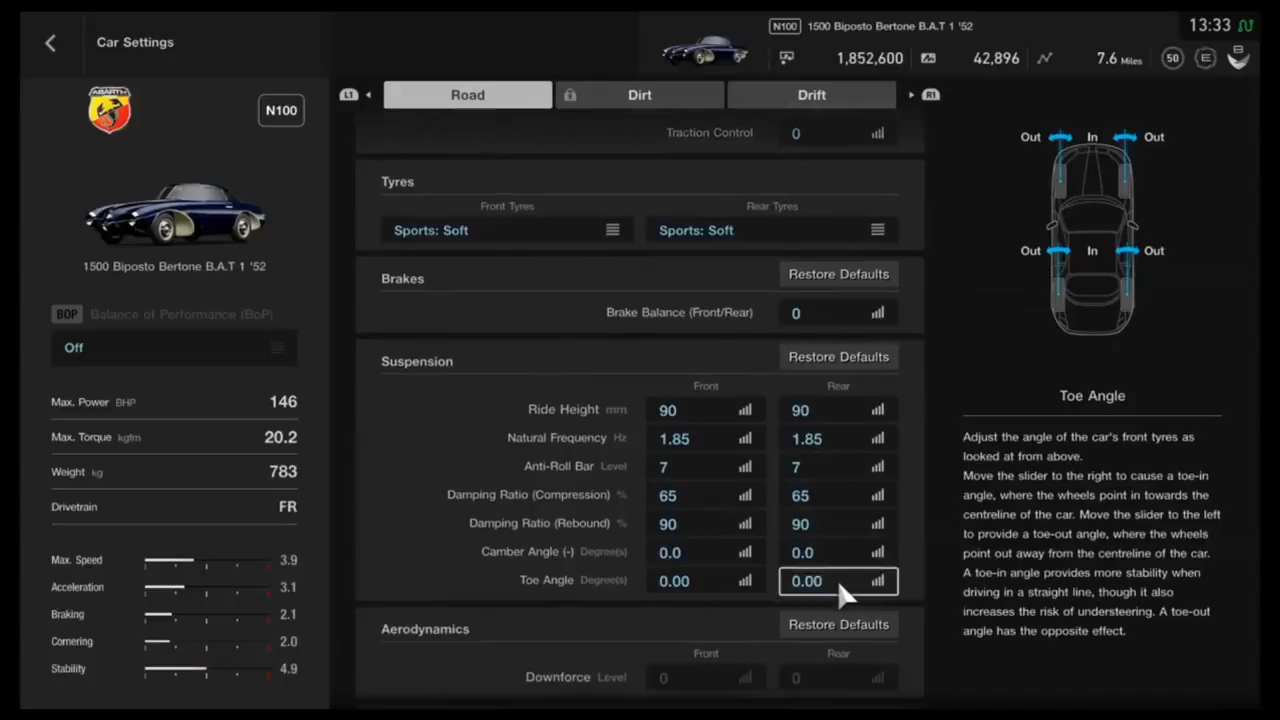 Car Settings
N100 1500 Biposto Bertone B.A.T 1 '52
13:33
1,852,600 42,896 7.6 Miles 50 E B
ABARTH
N100
1500 Biposto Bertone B.A.T 1 '52
BOP Balance of Performance (BoP)
Off
Max. Power BHP 146
Max. Torque kgfm 20.2
Weight kg 783
Drivetrain FR
Max. Speed 3.9
Acceleration 3.1
Braking 2.1
Cornering 2.0
Stability 4.9
L1 Road Dirt Drift R1
Traction Control 0
Tyres
Front Tyres Rear Tyres
Sports: Soft Sports: Soft
Brakes Restore Defaults
Brake Balance (Front/Rear) 0
Suspension Restore Defaults
Front Rear
Ride Height mm 90 90
Natural Frequency Hz 1.85 1.85
Anti-Roll Bar Level 7 7
Damping Ratio (Compression) % 65 65
Damping Ratio (Rebound) % 90 90
Camber Angle (-) Degree(s) 0.0 0.0
Toe Angle Degree(s) 0.00 0.00
Aerodynamics Restore Defaults
Front Rear
Downforce Level 0 0
Out In Out
Out In Out
Toe Angle
Adjust the angle of the car's front tyres as
looked at from above.
Move the slider to the right to cause a toe-in
angle, where the wheels point in towards the
centreline of the car. Move the slider to the left
to provide a toe-out angle, where the wheels
point out away from the centreline of the car.
A toe-in angle provides more stability when
driving in a straight line, though it also
increases the risk of understeering. A toe-out
angle has the opposite effect.